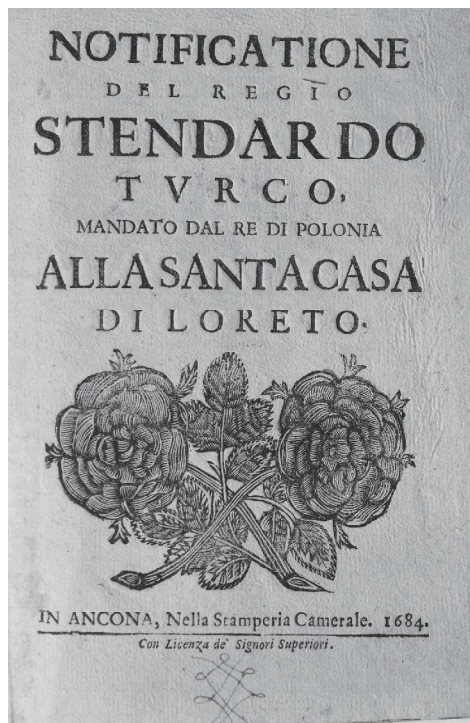 NOTIFICATIONE
DEL REGIO
STENDARDO
TVRCO,
MANDATO DAL RE DI POLONIA
ALLA SANTA CASA
DI LORETO.
IN ANCONA, Nella Stamperia Camerale. 1684.
Con Licenza de' Signori Superiori.